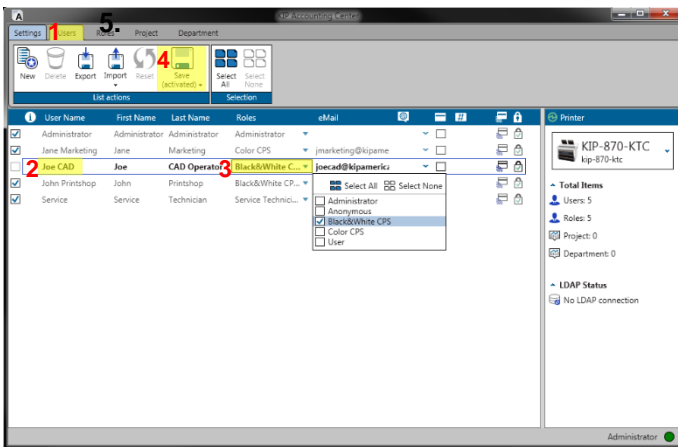 KIP Accounting Center
Settings 1 Users 5. Roles Project Department
New Delete Export Import Reset 4 Save (activated) Select All Select None
List actions Selection
User Name First Name Last Name Roles eMail
Administrator Administrator Administrator Administrator
Jane Marketing Jane Marketing Color CPS jmarketing@kipame
2 Joe CAD Joe CAD Operator 3 Black&White C... joecad@kipameric
John Printshop John Printshop Black&White CP...
Service Service Technician Service Technici...
Select All Select None
Administrator
Anonymous
Black&White CPS
Color CPS
User
Printer
KIP-870-KTC
kip-870-ktc
Total Items
Users: 5
Roles: 5
Project: 0
Department: 0
LDAP Status
No LDAP connection
Administrator